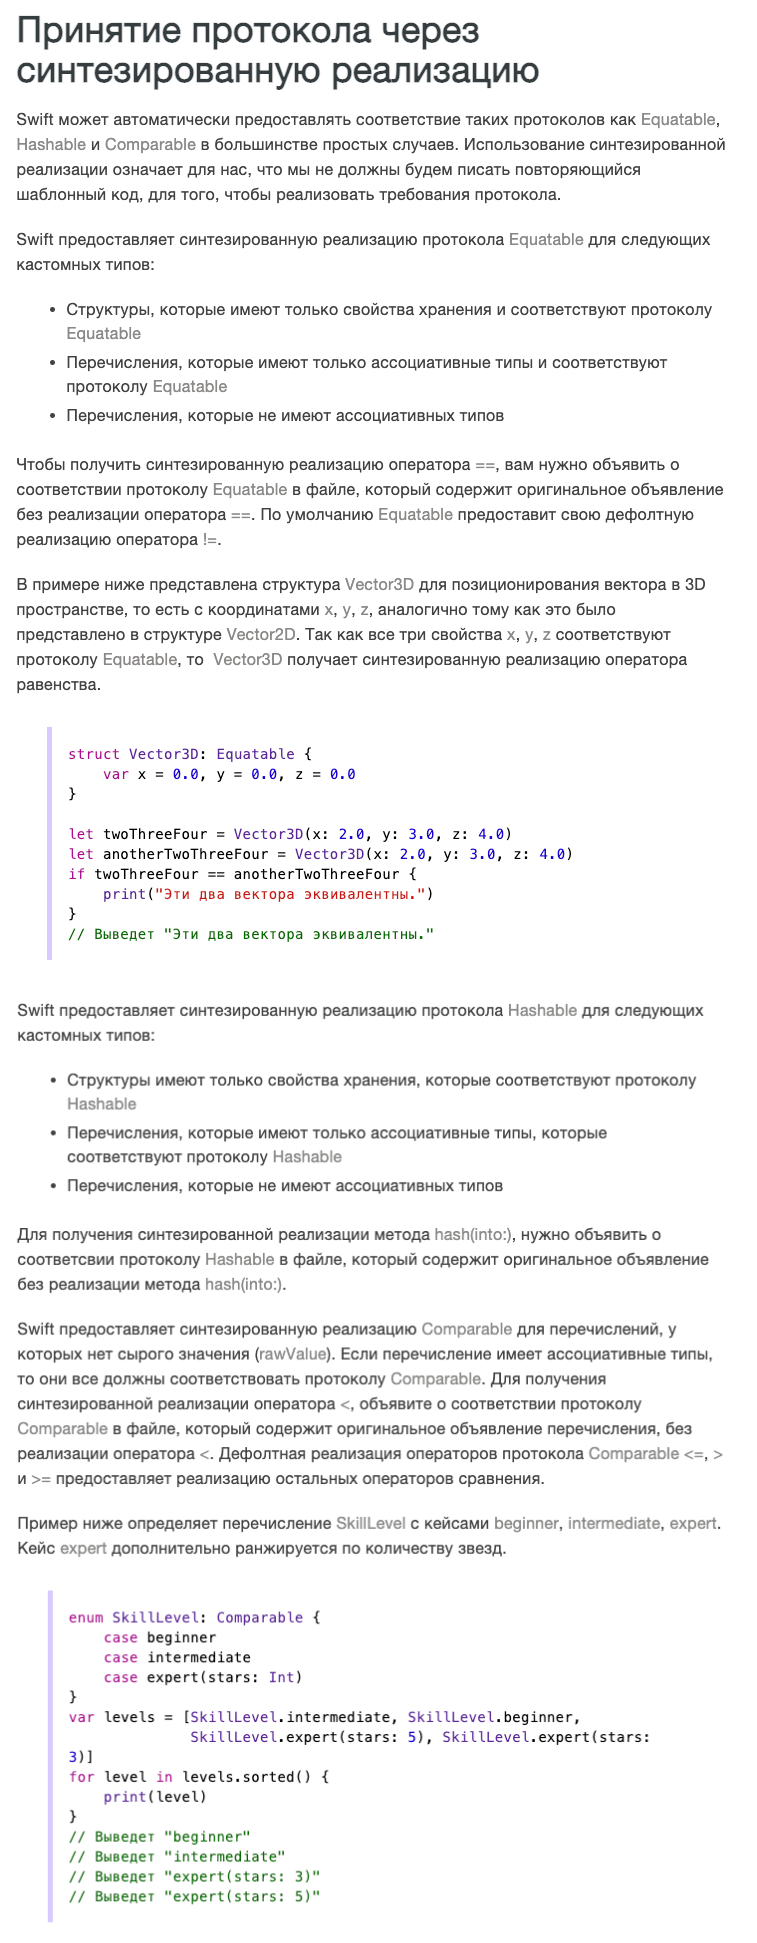 Принятие протокола через
синтезированную реализацию
Swift может автоматически предоставлять соответствие таких протоколов как Equatable,
Hashable и Comparable в большинстве простых случаев. Использование синтезированной
реализации означает для нас, что мы не должны будем писать повторяющийся
шаблонный код, для того, чтобы реализовать требования протокола.
Swift предоставляет синтезированную реализацию протокола Equatable для следующих
кастомных типов:
• Структуры, которые имеют только свойства хранения и соответствуют протоколу
Equatable
• Перечисления, которые имеют только ассоциативные типы и соответствуют
протоколу Equatable
• Перечисления, которые не имеют ассоциативных типов
Чтобы получить синтезированную реализацию оператора ==, вам нужно объявить о
соответствии протоколу Equatable в файле, который содержит оригинальное объявление
без реализации оператора ==. По умолчанию Equatable предоставит свою дефолтную
реализацию оператора !=.
В примере ниже представлена структура Vector3D для позиционирования вектора в 3D
пространстве, то есть с координатами x, y, z, аналогично тому как это было
представлено в структуре Vector2D. Так как все три свойства x, y, z соответствуют
протоколу Equatable, то  Vector3D получает синтезированную реализацию оператора
равенства.
struct Vector3D: Equatable {
    var x = 0.0, y = 0.0, z = 0.0
}
let twoThreeFour = Vector3D(x: 2.0, y: 3.0, z: 4.0)
let anotherTwoThreeFour = Vector3D(x: 2.0, y: 3.0, z: 4.0)
if twoThreeFour == anotherTwoThreeFour {
    print("Эти два вектора эквивалентны.")
}
// Выведет "Эти два вектора эквивалентны."
Swift предоставляет синтезированную реализацию протокола Hashable для следующих
кастомных типов:
• Структуры имеют только свойства хранения, которые соответствуют протоколу
Hashable
• Перечисления, которые имеют только ассоциативные типы, которые
соответствуют протоколу Hashable
• Перечисления, которые не имеют ассоциативных типов
Для получения синтезированной реализации метода hash(into:), нужно объявить о
соответсвии протоколу Hashable в файле, который содержит оригинальное объявление
без реализации метода hash(into:).
Swift предоставляет синтезированную реализацию Comparable для перечислений, у
которых нет сырого значения (rawValue). Если перечисление имеет ассоциативные типы,
то они все должны соответствовать протоколу Comparable. Для получения
синтезированной реализации оператора <, объявите о соответствии протоколу
Comparable в файле, который содержит оригинальное объявление перечисления, без
реализации оператора <. Дефолтная реализация операторов протокола Comparable <=, >
и >= предоставляет реализацию остальных операторов сравнения.
Пример ниже определяет перечисление SkillLevel с кейсами beginner, intermediate, expert.
Кейс expert дополнительно ранжируется по количеству звезд.
enum SkillLevel: Comparable {
    case beginner
    case intermediate
    case expert(stars: Int)
}
var levels = [SkillLevel.intermediate, SkillLevel.beginner,
              SkillLevel.expert(stars: 5), SkillLevel.expert(stars:
3)]
for level in levels.sorted() {
    print(level)
}
// Выведет "beginner"
// Выведет "intermediate"
// Выведет "expert(stars: 3)"
// Выведет "expert(stars: 5)"